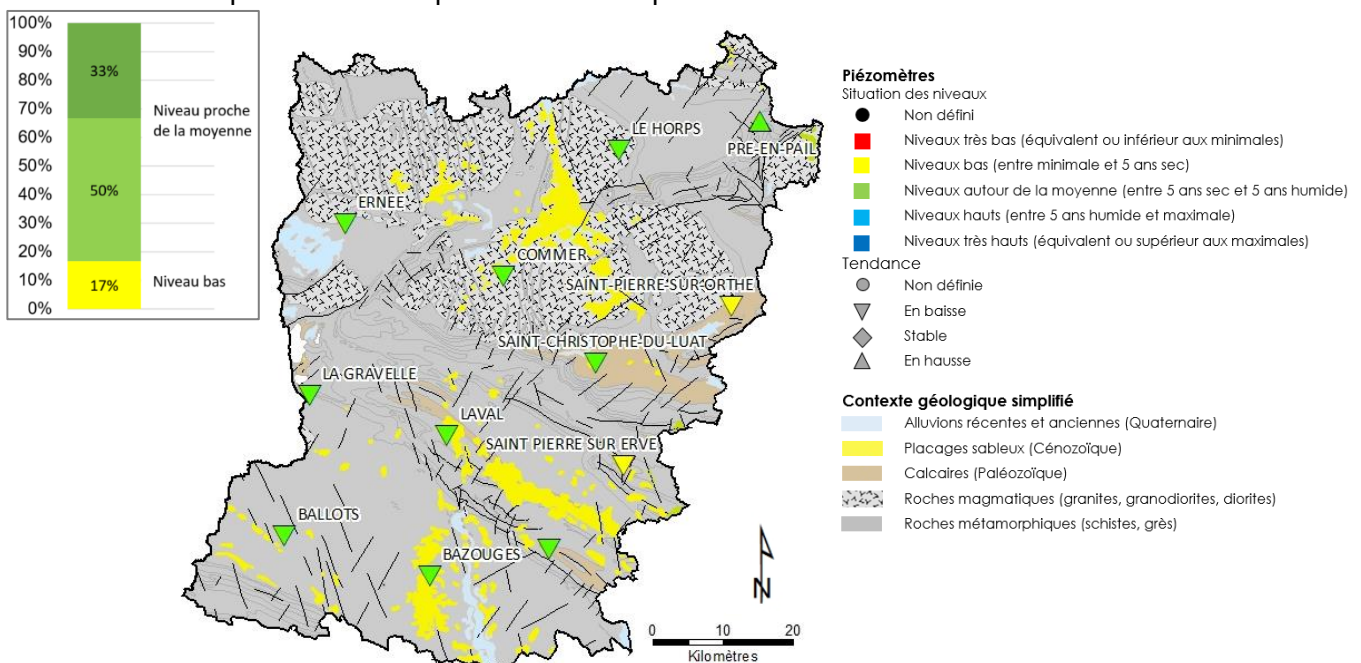 100%
90%
80%
70%
60%
50%
40%
30%
20%
10%
0%
33%
50%
17%
Niveau proche
de la moyenne
Niveau bas
LE HORPS
PRE-EN-PAIL
ERNEE
COMMER
SAINT-PIERRE-SUR-ORTHE
SAINT-CHRISTOPHE-DU-LUAT
LA GRAVELLE
LAVAL
SAINT PIERRE SUR ERVE
BALLOTS
BAZOUGES
N
0 10 20
Kilomètres
Piézomètres
Situation des niveaux
Non défini
Niveaux très bas (équivalent ou inférieur aux minimales)
Niveaux bas (entre minimale et 5 ans sec)
Niveaux autour de la moyenne (entre 5 ans sec et 5 ans humide)
Niveaux hauts (entre 5 ans humide et maximale)
Niveaux très hauts (équivalent ou supérieur aux maximales)
Tendance
Non définie
En baisse
Stable
En hausse
Contexte géologique simplifié
Alluvions récentes et anciennes (Quaternaire)
Placages sableux (Cénozoïque)
Calcaires (Paléozoïque)
Roches magmatiques (granites, granodiorites, diorites)
Roches métamorphiques (schistes, grès)